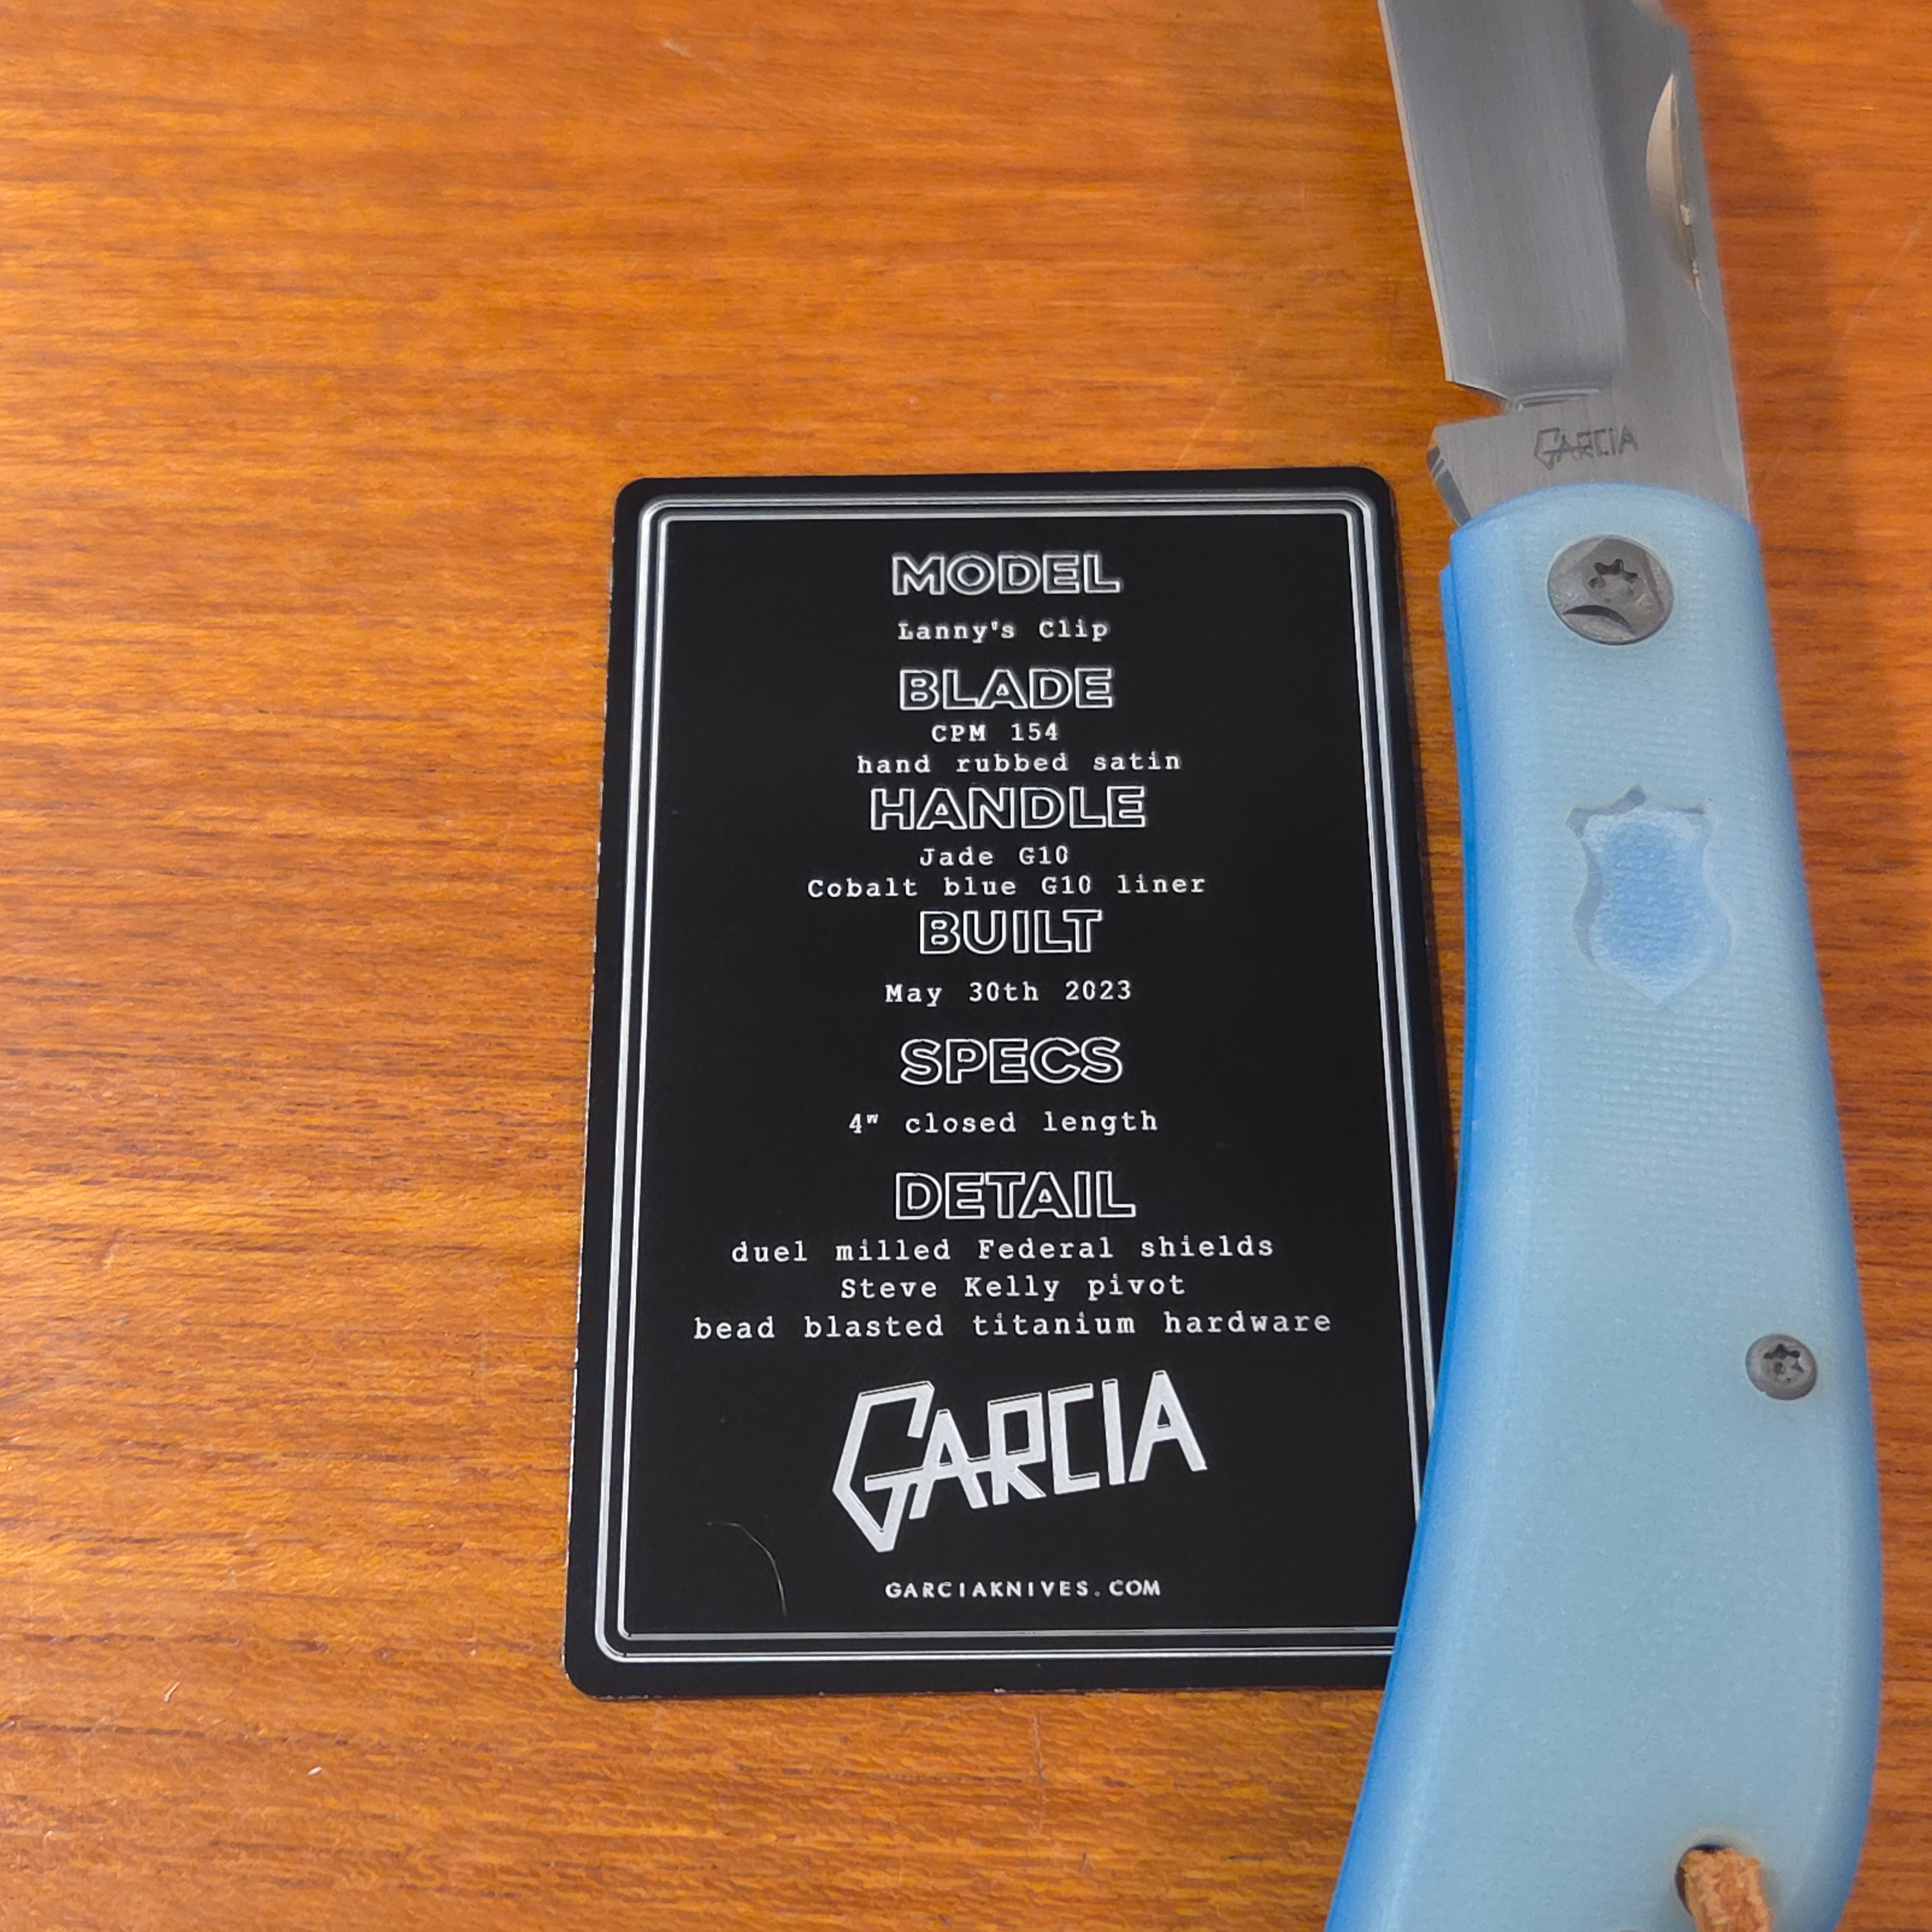 GARCIA
MODEL
Lanny's Clip
BLADE
CPM 154
hand rubbed satin
HANDLE
Jade G10
Cobalt blue G10 liner
BUILT
May 30th 2023
SPECS
4" closed length
DETAIL
duel milled Federal shields
Steve Kelly pivot
bead blasted titanium hardware
GARCIA
GARCIAKNIVES.COM